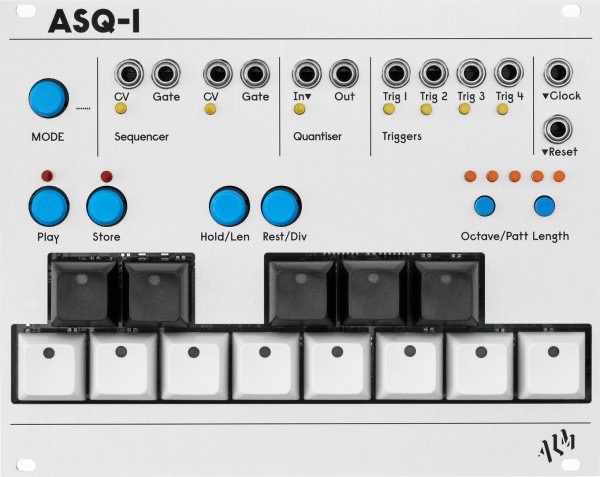 ASQ-1
CV Gate CV Gate In▾ Out Trig 1 Trig 2 Trig 3 Trig 4 ▾Clock
MODE Sequencer Quantiser Triggers
▾Reset
Play Store Hold/Len Rest/Div Octave/Patt Length
ALM